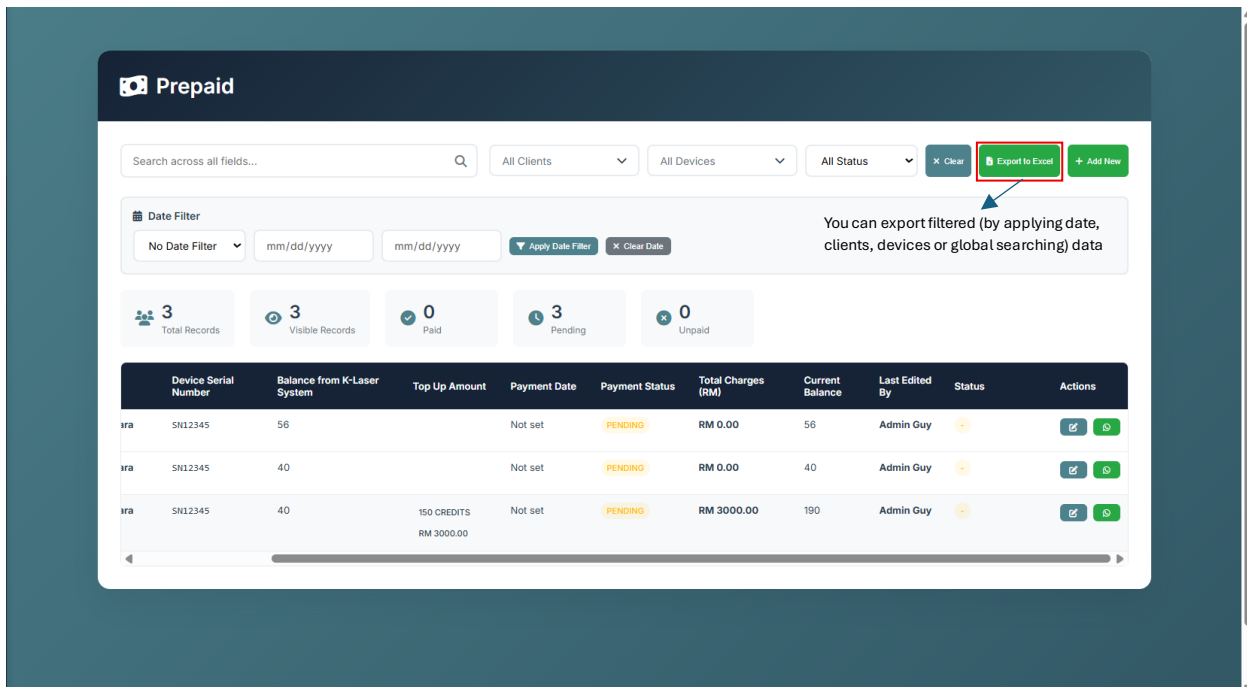 Prepaid
Search across all fields...
All Clients
All Devices
All Status
× Clear
Export to Excel
+ Add New
Date Filter
You can export filtered (by applying date,
clients, devices or global searching) data
No Date Filter
mm/dd/yyyy
mm/dd/yyyy
Apply Date Filter
× Clear Date
3
Total Records
3
Visible Records
0
Paid
3
Pending
0
Unpaid
Device Serial
Number
Balance from K-Laser
System
Top Up Amount
Payment Date
Payment Status
Total Charges
(RM)
Current
Balance
Last Edited
By
Status
Actions
ara SN12345 56 Not set PENDING RM 0.00 56 Admin Guy -
ara SN12345 40 Not set PENDING RM 0.00 40 Admin Guy -
ara SN12345 40 150 CREDITS Not set PENDING RM 3000.00 190 Admin Guy -
RM 3000.00